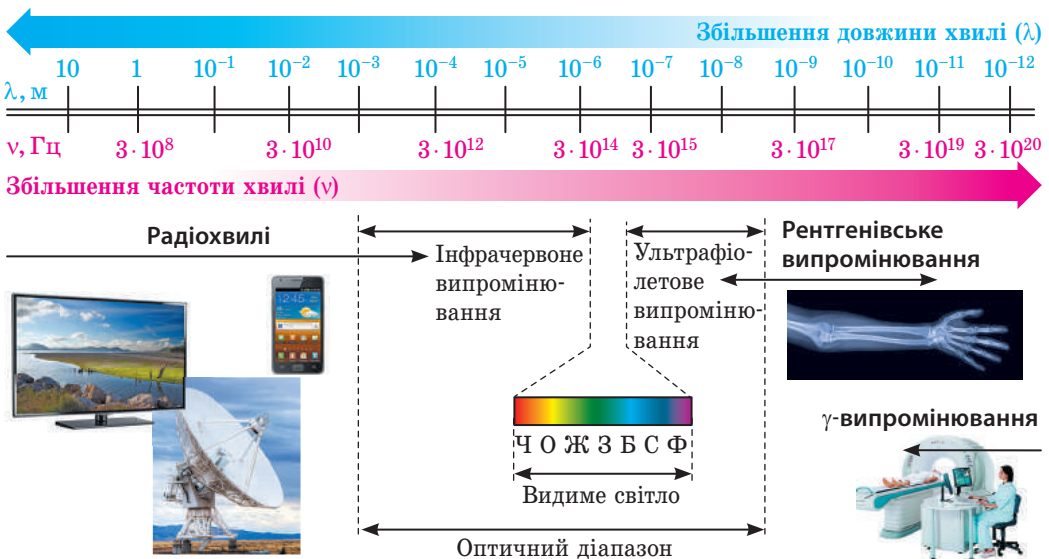 Збільшення довжини хвилі (λ)
10 1 10⁻¹ 10⁻² 10⁻³ 10⁻⁴ 10⁻⁵ 10⁻⁶ 10⁻⁷ 10⁻⁸ 10⁻⁹ 10⁻¹⁰ 10⁻¹¹ 10⁻¹²
λ, м
ν, Гц 3·10⁸ 3·10¹⁰ 3·10¹² 3·10¹⁴ 3·10¹⁵ 3·10¹⁷ 3·10¹⁹ 3·10²⁰
Збільшення частоти хвилі (ν)
Радіохвилі
Інфрачервоне
випроміню-
вання
Ультрафіо-
летове
випроміню-
вання
Рентгенівське
випромінювання
Ч О Ж З Б С Ф
Видиме світло
γ-випромінювання
Оптичний діапазон